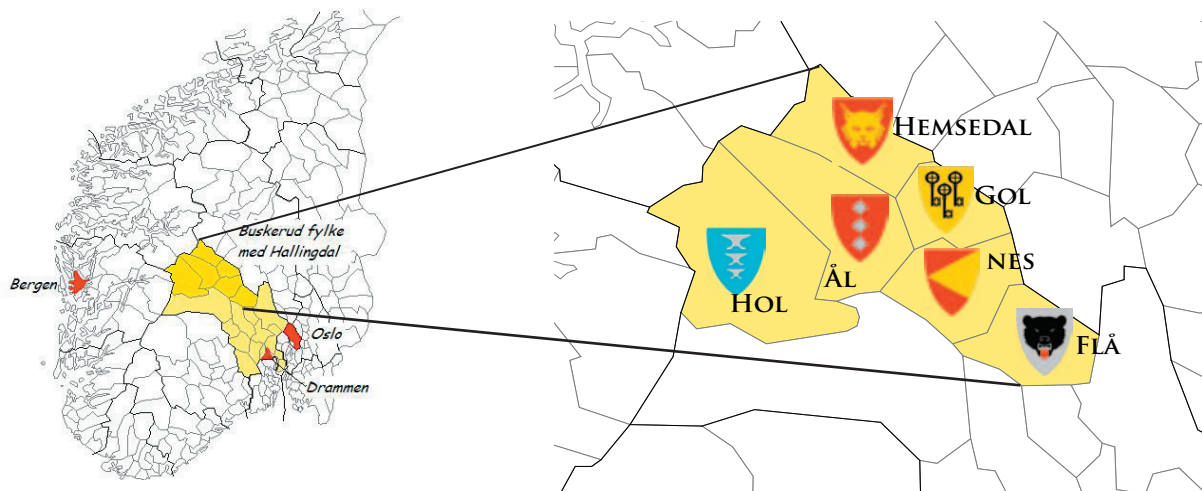 Buskerud fylke
med Hallingdal
Bergen
Oslo
Drammen
HEMSEDAL
GOL
ÅL
NES
HOL
FLÅ